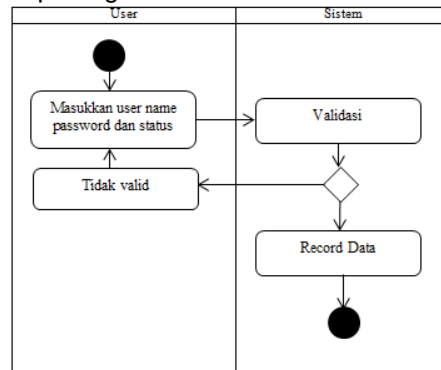 User
Sistem
Masukkan user name
password dan status
Validasi
Tidak valid
Record Data